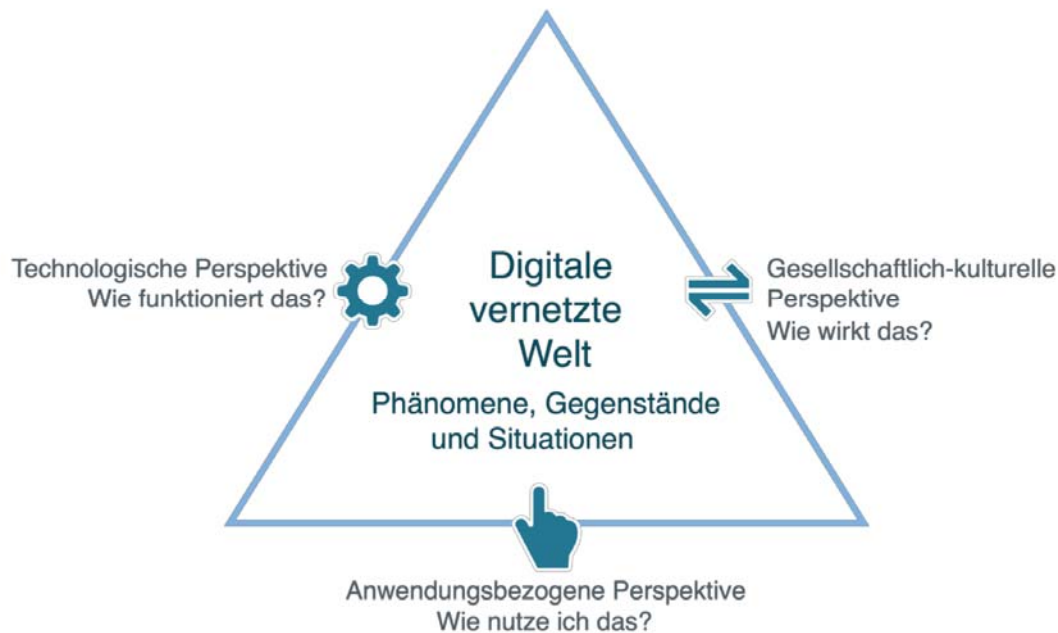 Technologische Perspektive
Wie funktioniert das?
Digitale
vernetzte
Welt
Phänomene, Gegenstände
und Situationen
Gesellschaftlich-kulturelle
Perspektive
Wie wirkt das?
Anwendungsbezogene Perspektive
Wie nutze ich das?